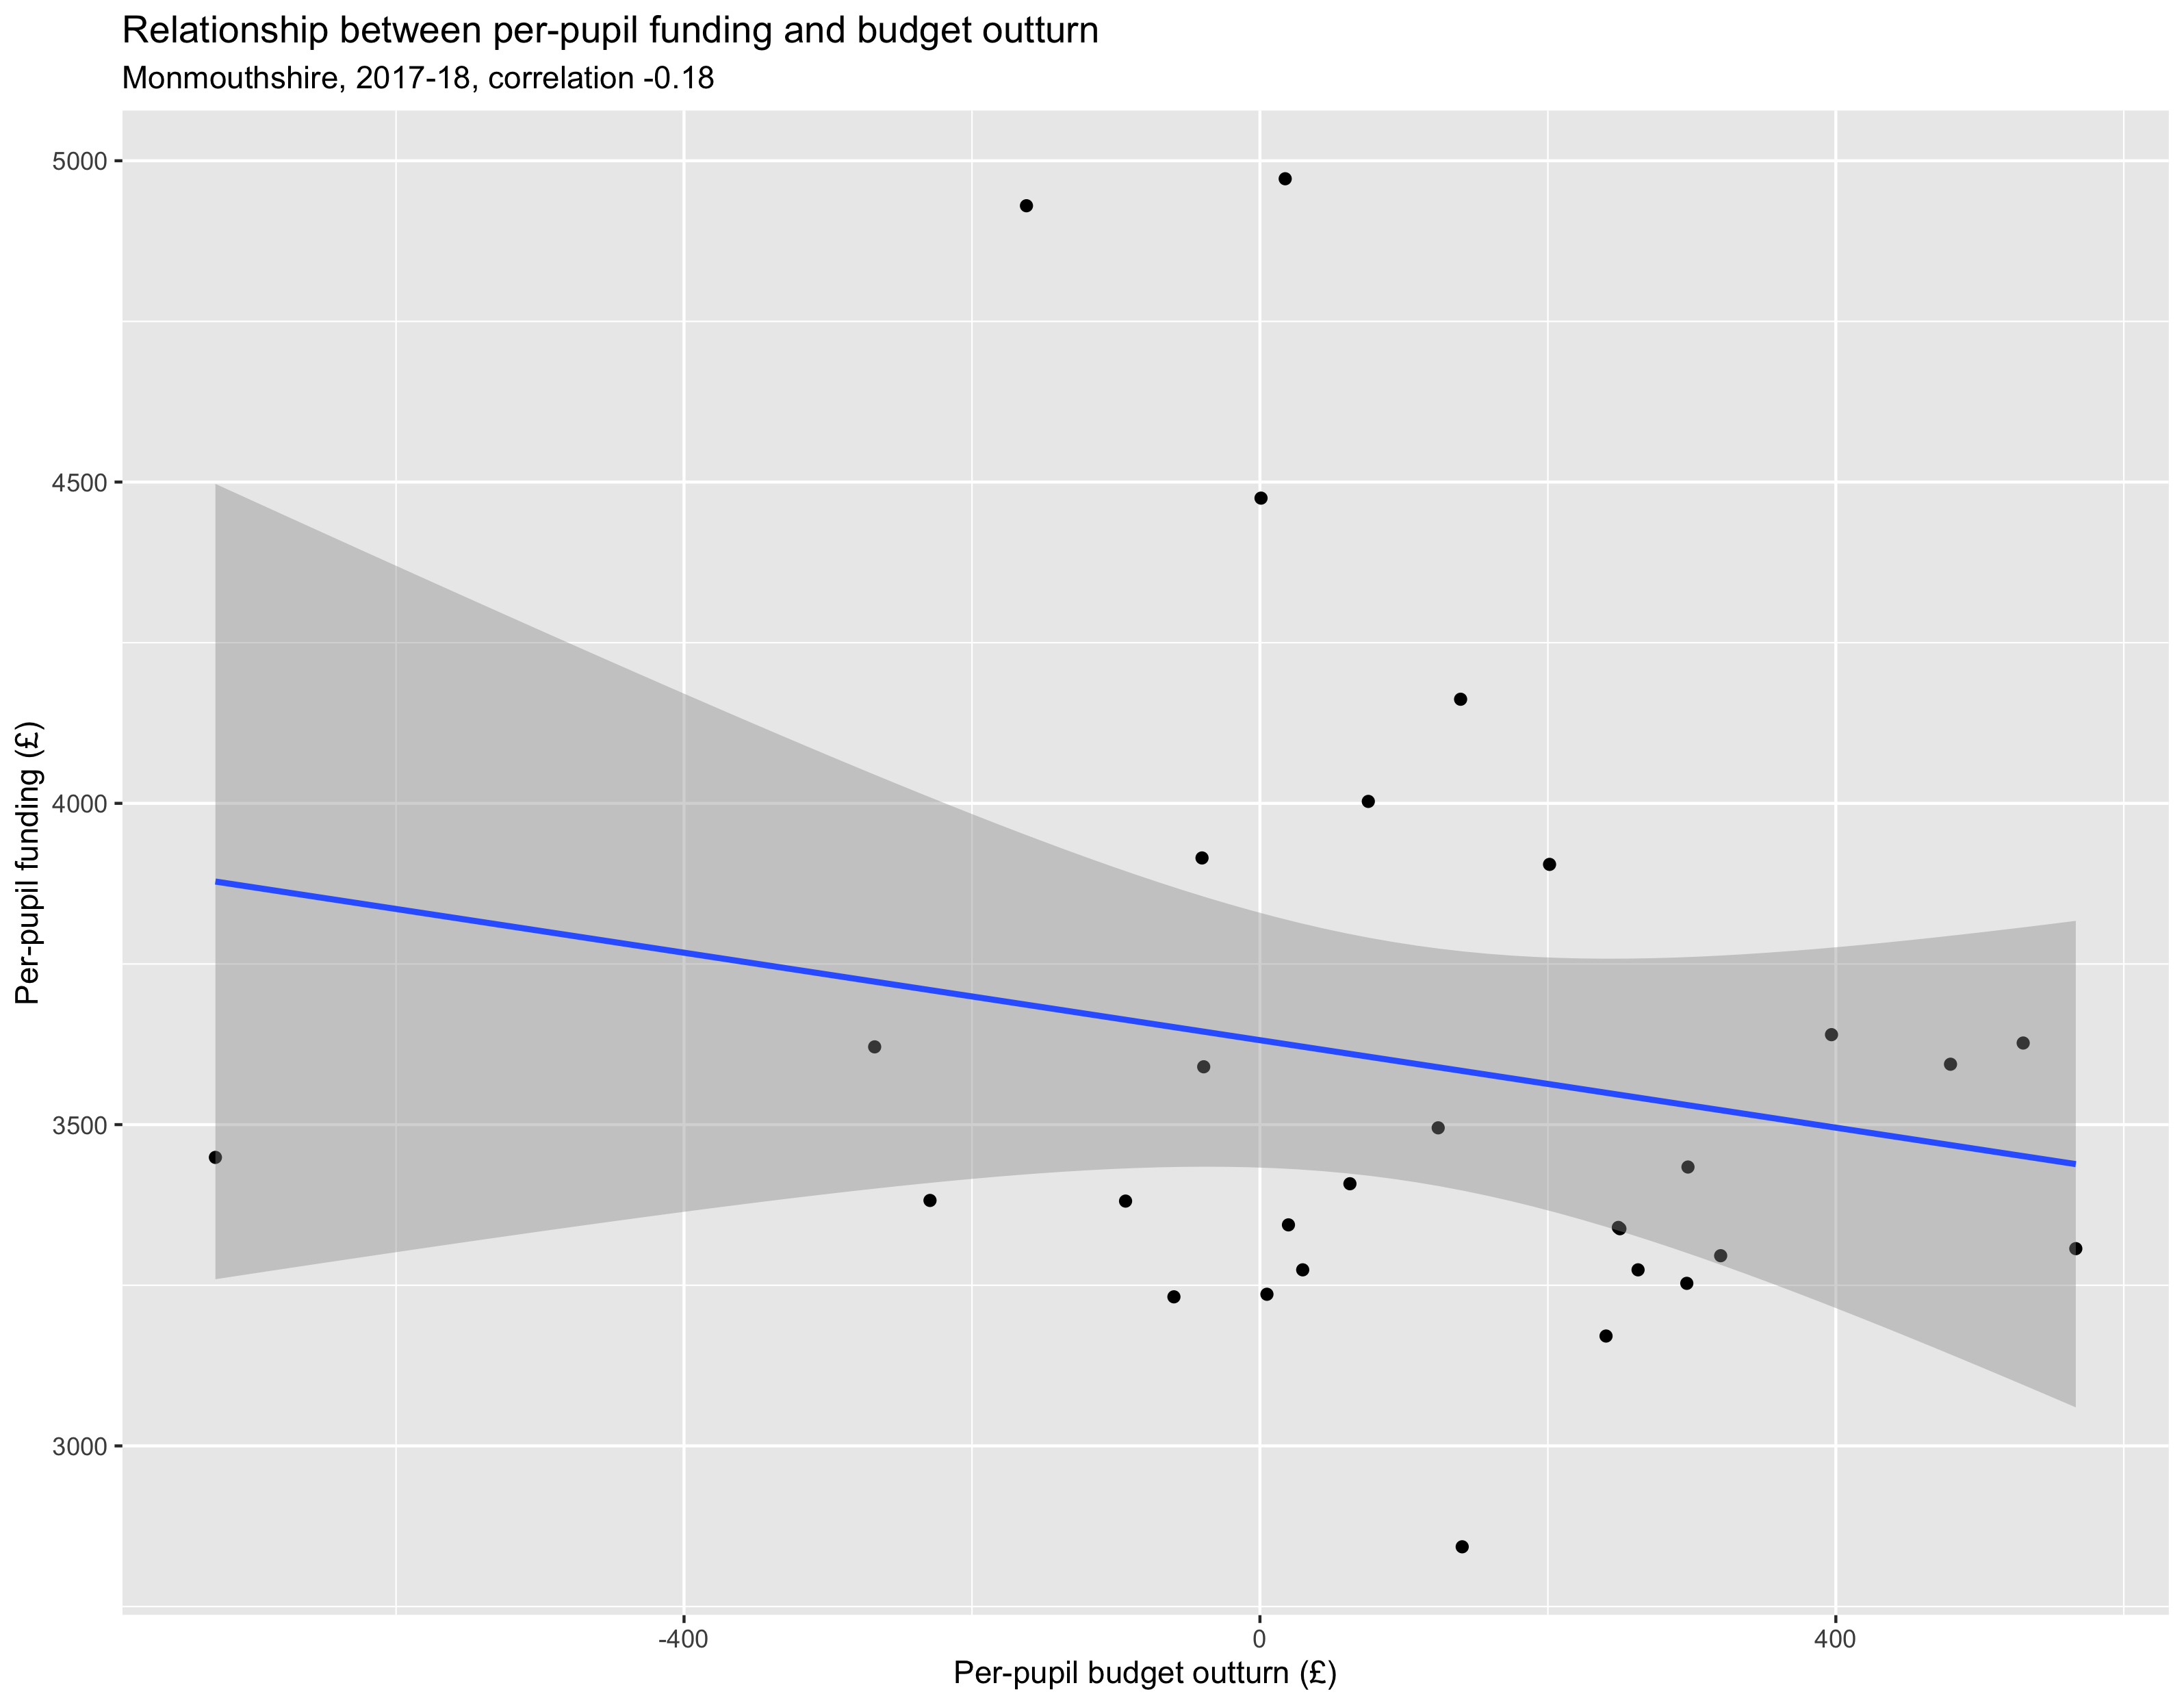 Relationship between per-pupil funding and budget outturn
Monmouthshire, 2017-18, correlation -0.18
5000
4500
4000
3500
3000
Per-pupil funding (£)
-400
0
400
Per-pupil budget outturn (£)